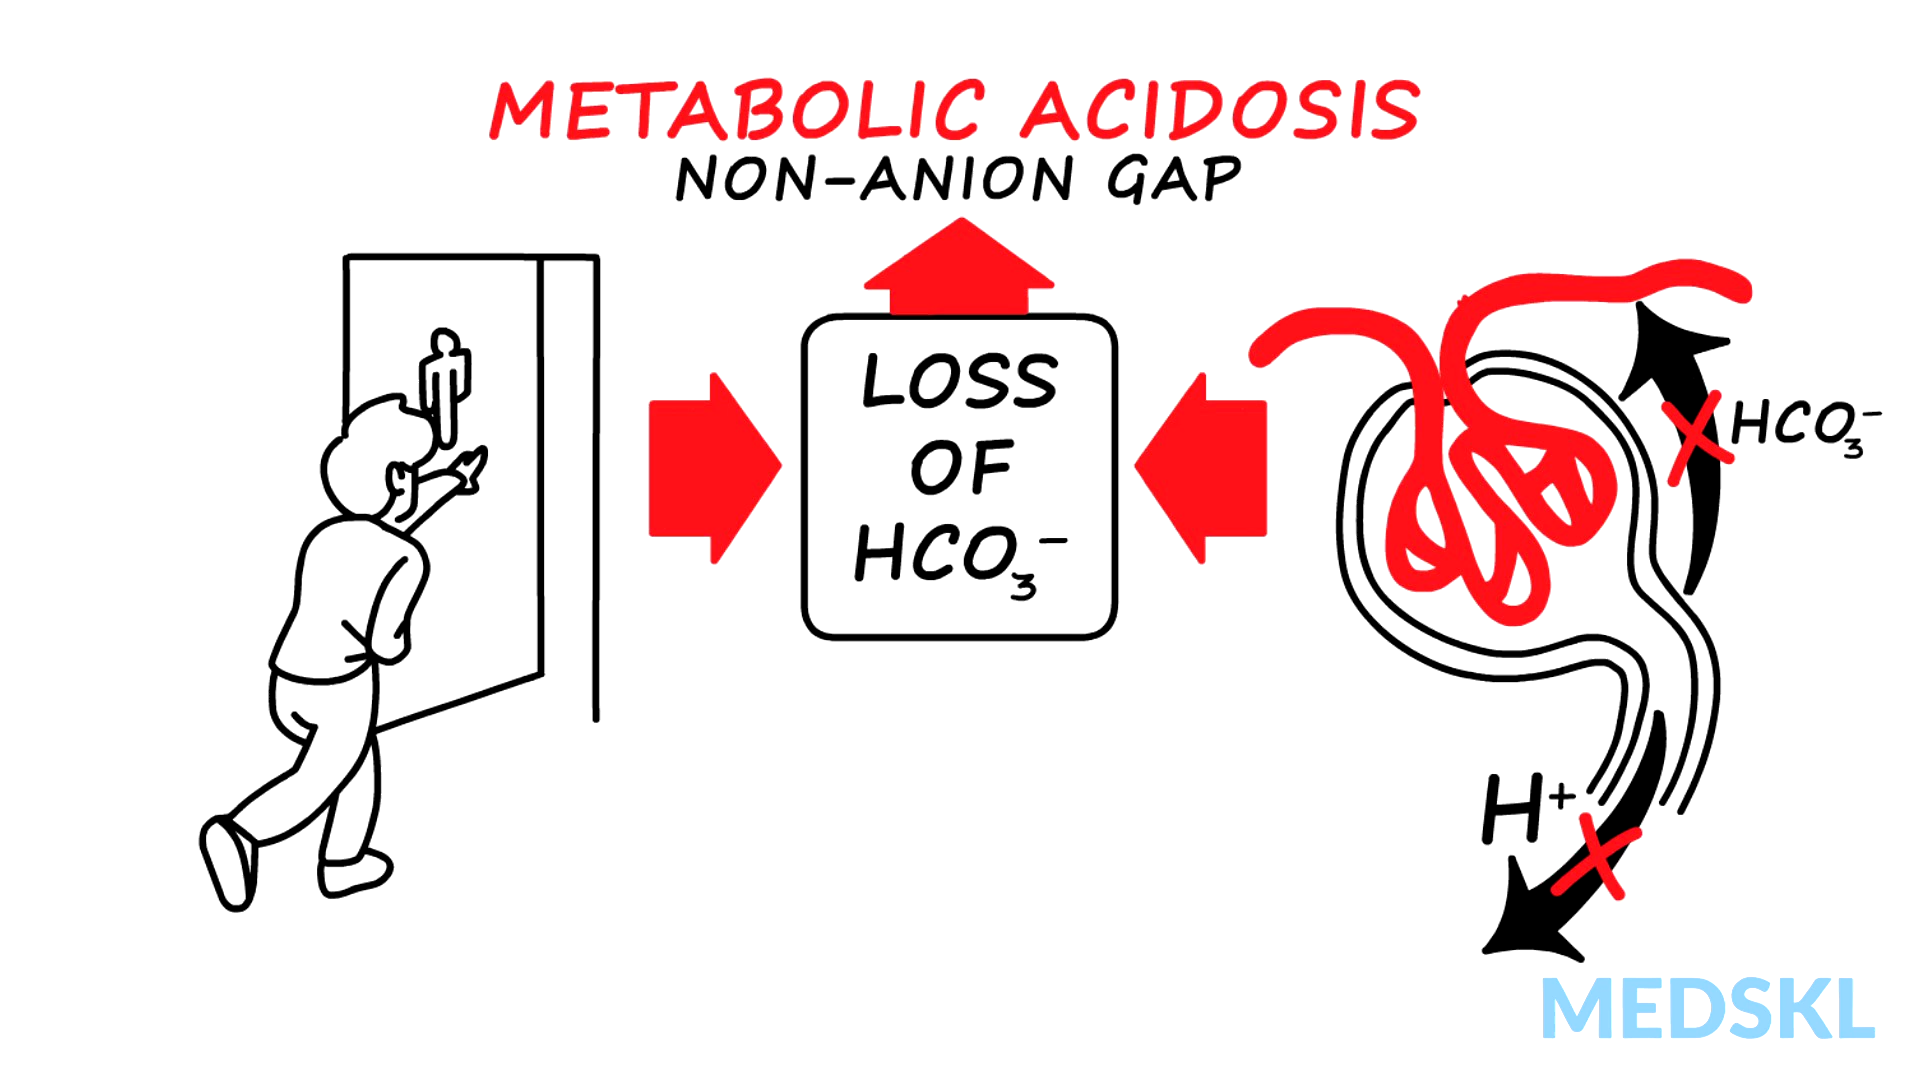 METABOLIC ACIDOSIS
NON-ANION GAP
LOSS
OF
HCO₃⁻
HCO₃⁻
H⁺
MEDSKL